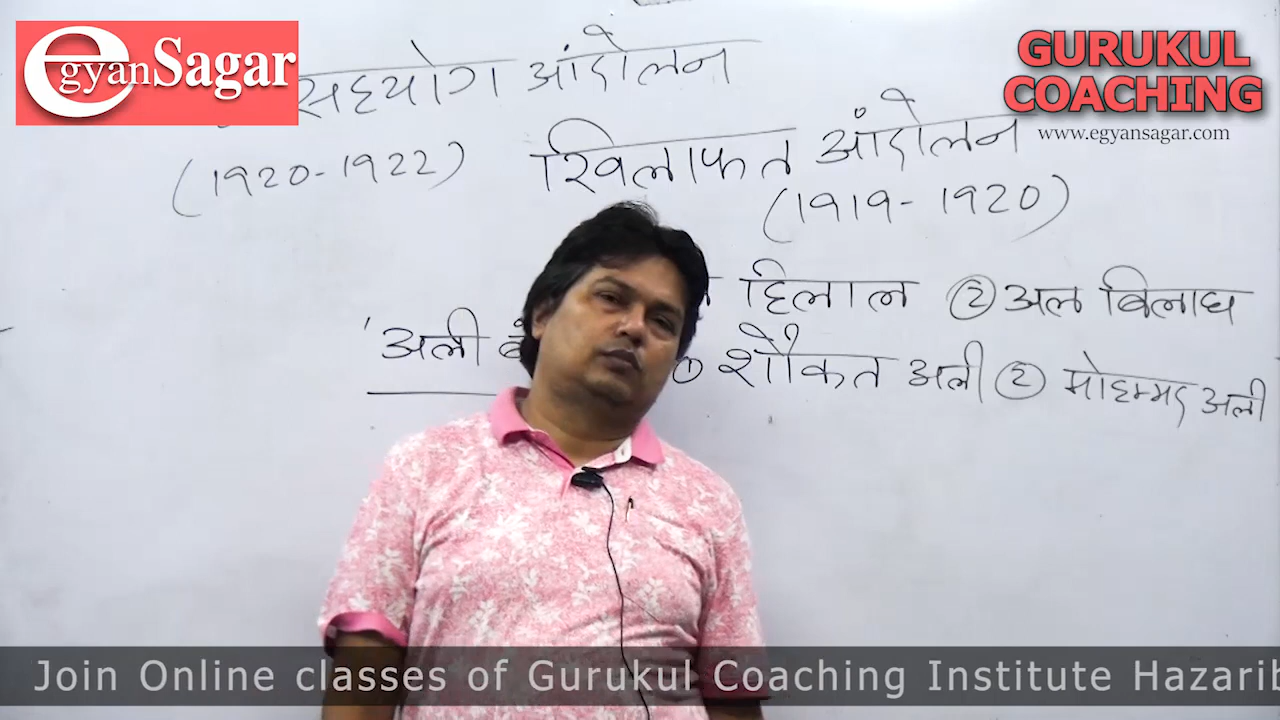 egyanSagar
GURUKUL
COACHING
www.egyansagar.com
सहयोग आंदोलन
(1920-1922)
खिलाफत आंदोलन
(1919-1920)
हिलाल ② अल बिलाघ
'अली
① शौकत अली ② मोहम्मद अली
Join Online classes of Gurukul Coaching Institute Hazarib